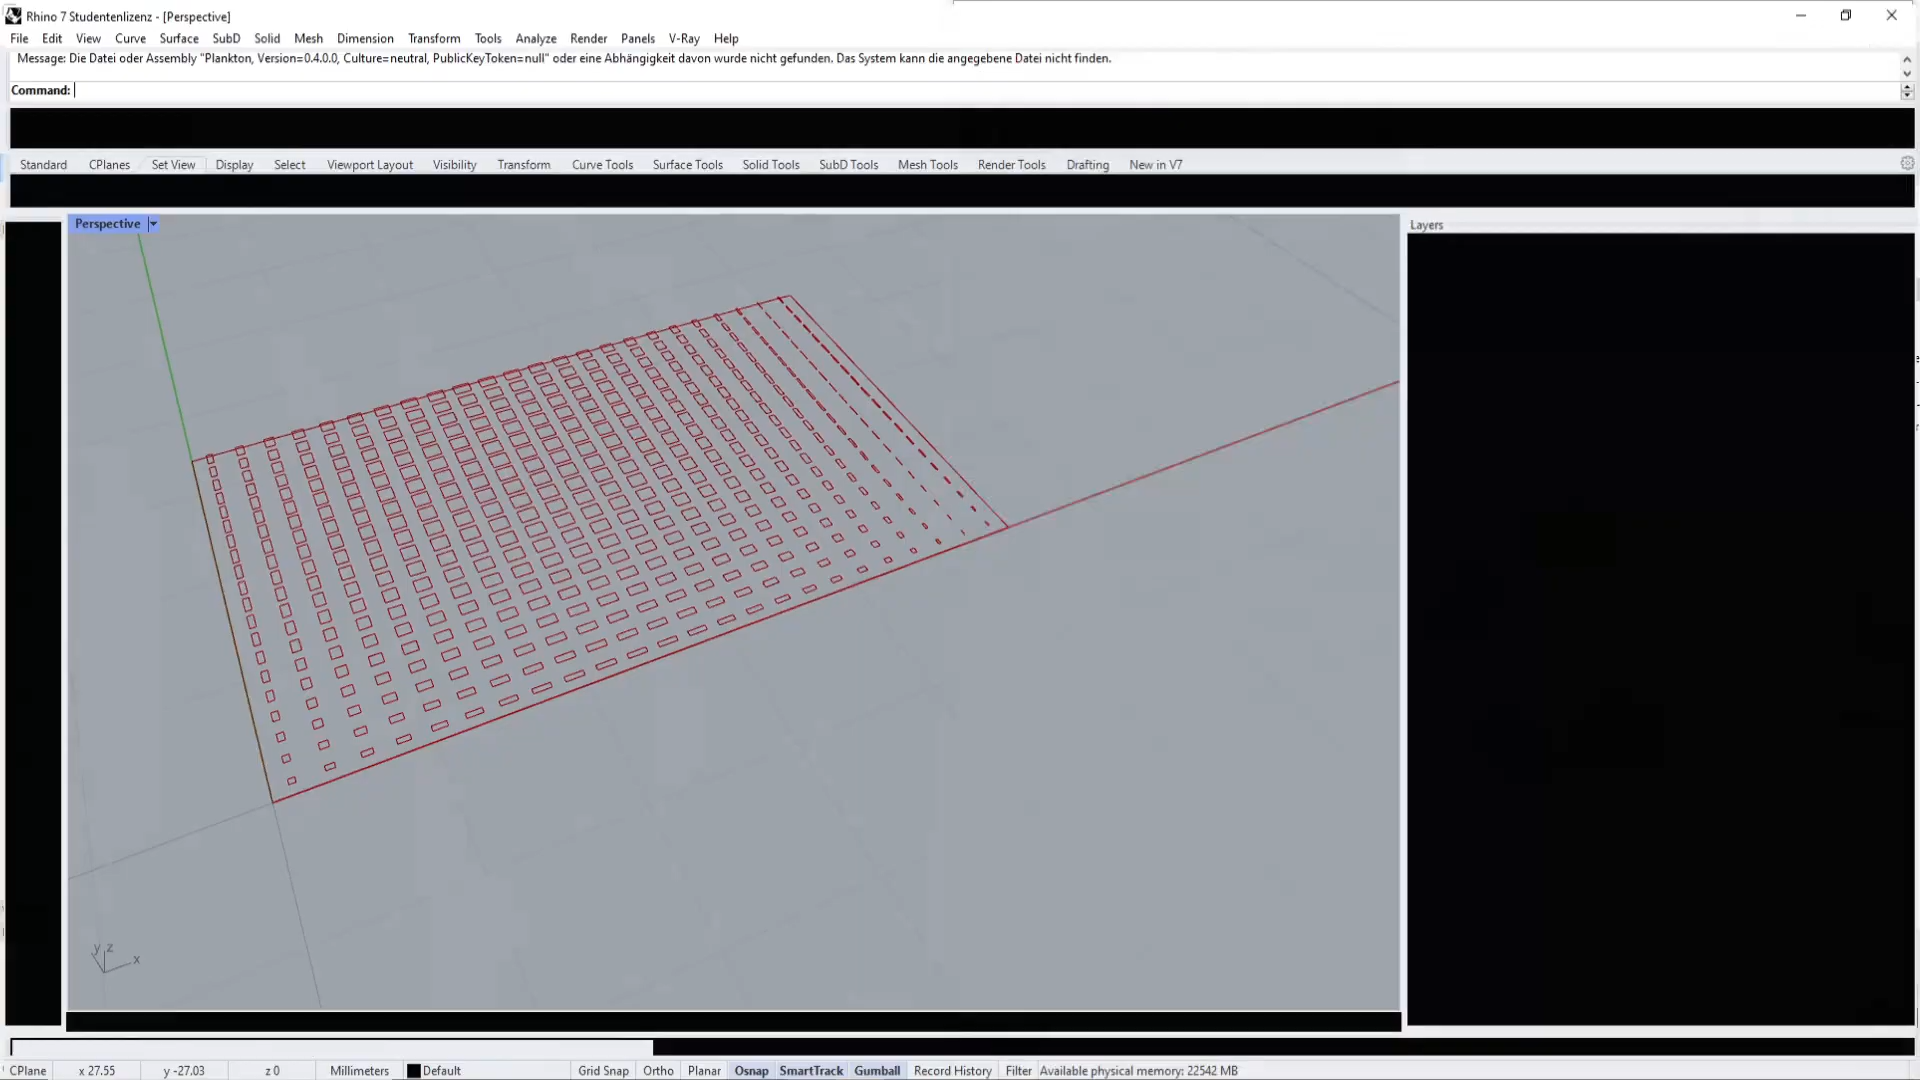 Rhino 7 Studentenlizenz - [Perspective]
File Edit View Curve Surface SubD Solid Mesh Dimension Transform Tools Analyze Render Panels V-Ray Help
Message: Die Datei oder Assembly "Plankton, Version=0.4.0.0, Culture=neutral, PublicKeyToken=null" oder eine Abhängigkeit davon wurde nicht gefunden. Das System kann die angegebene Datei nicht finden.
Command:
Standard CPlanes Set View Display Select Viewport Layout Visibility Transform Curve Tools Surface Tools Solid Tools SubD Tools Mesh Tools Render Tools Drafting New in V7
Perspective
Layers
y z x
CPlane x 27.55 y -27.03 z 0 Millimeters Default Grid Snap Ortho Planar Osnap SmartTrack Gumball Record History Filter Available physical memory: 22542 MB